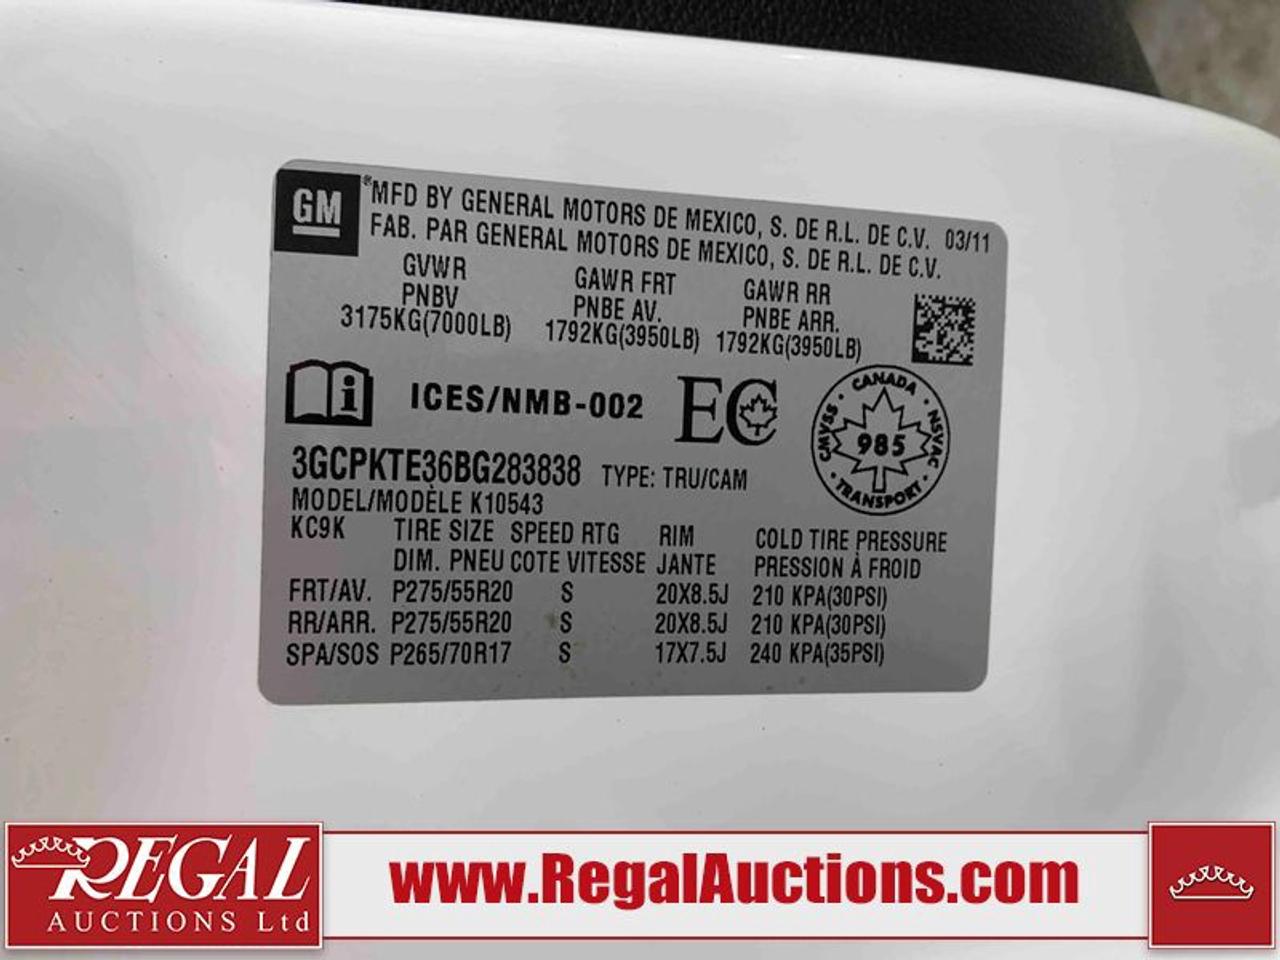 GM
®MFD BY GENERAL MOTORS DE MEXICO, S. DE R.L. DE C.V. 03/11
FAB. PAR GENERAL MOTORS DE MEXICO, S. DE R.L. DE C.V.
GVWR GAWR FRT GAWR RR
PNBV PNBE AV. PNBE ARR.
3175KG(7000LB) 1792KG(3950LB) 1792KG(3950LB)
i ICES/NMB-002 EC
CANADA
CMVSS 985 NSVAC
TRANSPORT
3GCPKTE36BG283838 TYPE: TRU/CAM
MODEL/MODÈLE K10543
KC9K TIRE SIZE SPEED RTG RIM COLD TIRE PRESSURE
DIM. PNEU COTE VITESSE JANTE PRESSION À FROID
FRT/AV. P275/55R20 S 20X8.5J 210 KPA(30PSI)
RR/ARR. P275/55R20 S 20X8.5J 210 KPA(30PSI)
SPA/SOS P265/70R17 S 17X7.5J 240 KPA(35PSI)
REGAL
AUCTIONS Ltd
www.RegalAuctions.com